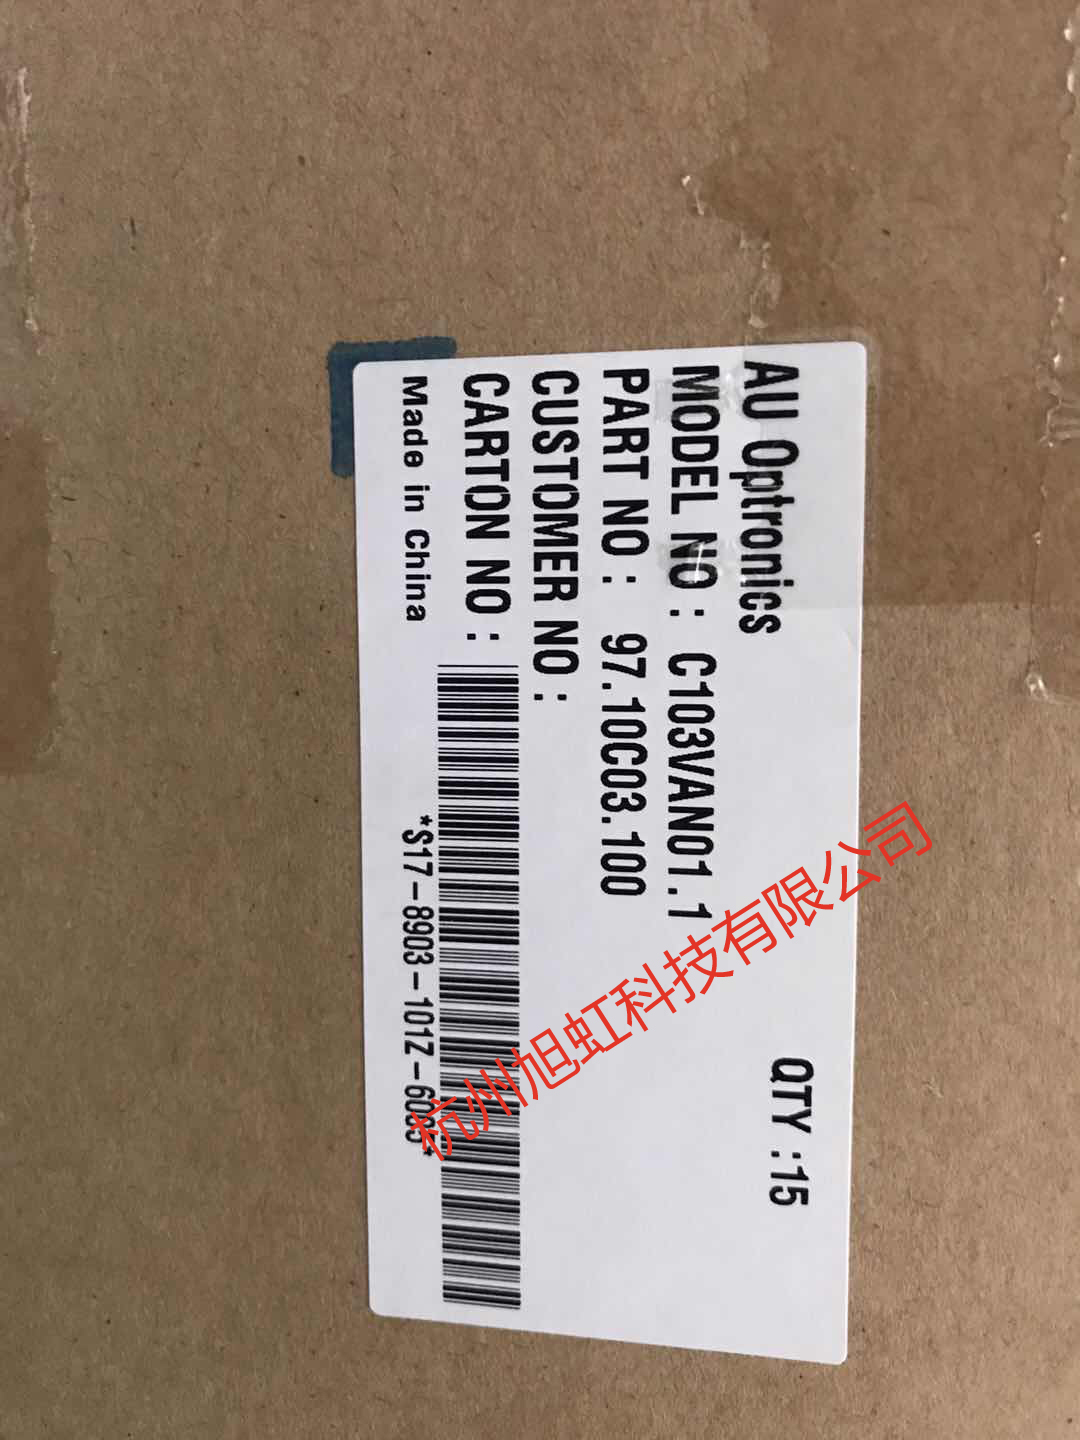 AU Optronics
QTY :15
MODEL NO : C103VAN01.1
PART NO : 97.10C03.100
CUSTOMER NO :
CARTON NO :
Made in China
杭州旭虹科技有限公司